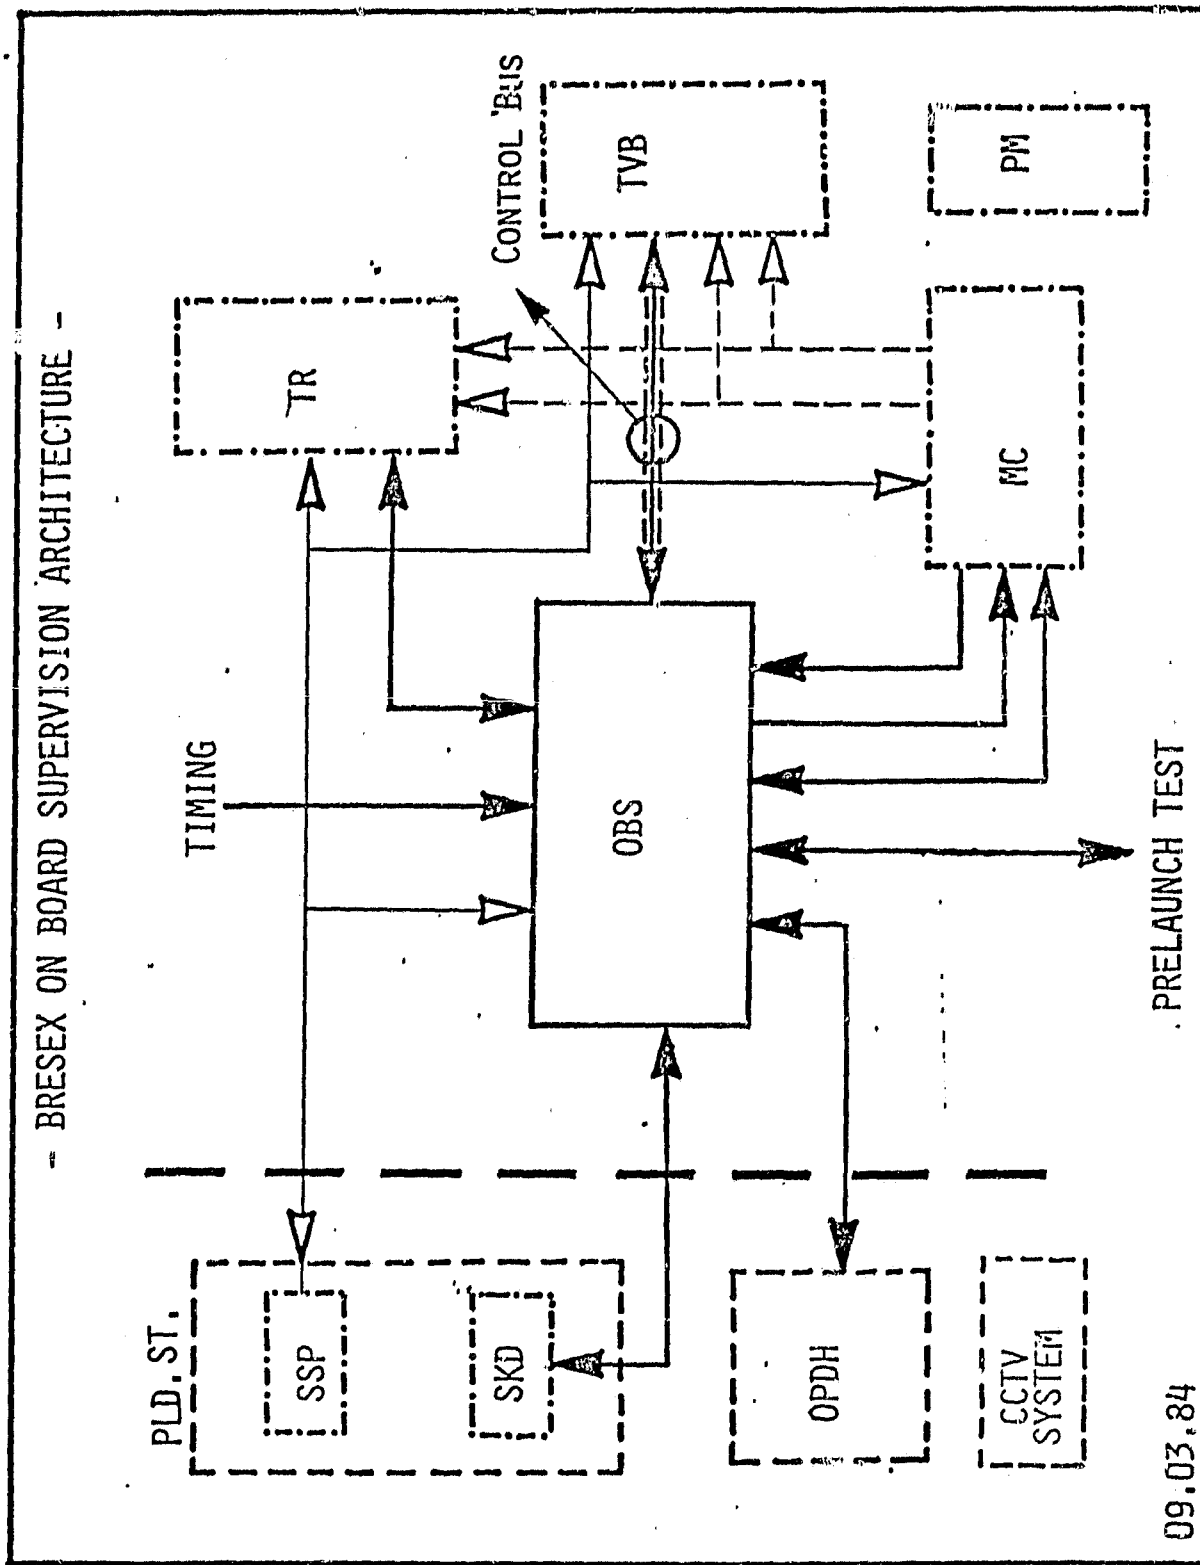 - BRESEX ON BOARD SUPERVISION ARCHITECTURE -
PLD.ST.
SSP
SKD
OPDH
CCTV
SYSTEM
TIMING
OBS
TR
CONTROL BUS
TVB
MC
PM
PRELAUNCH TEST
09.03.84